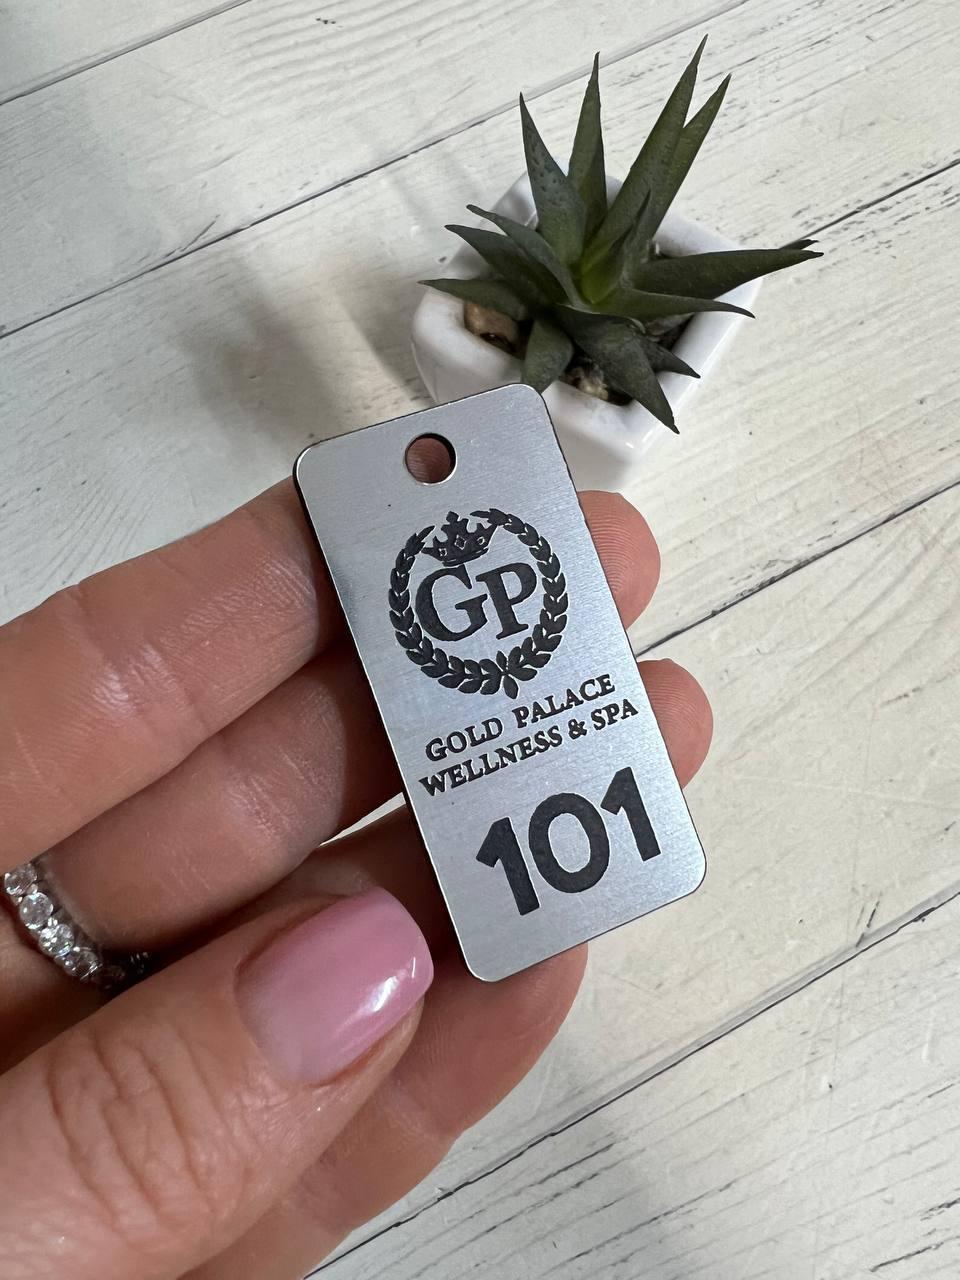 GP
GOLD PALACE
WELLNESS & SPA
101